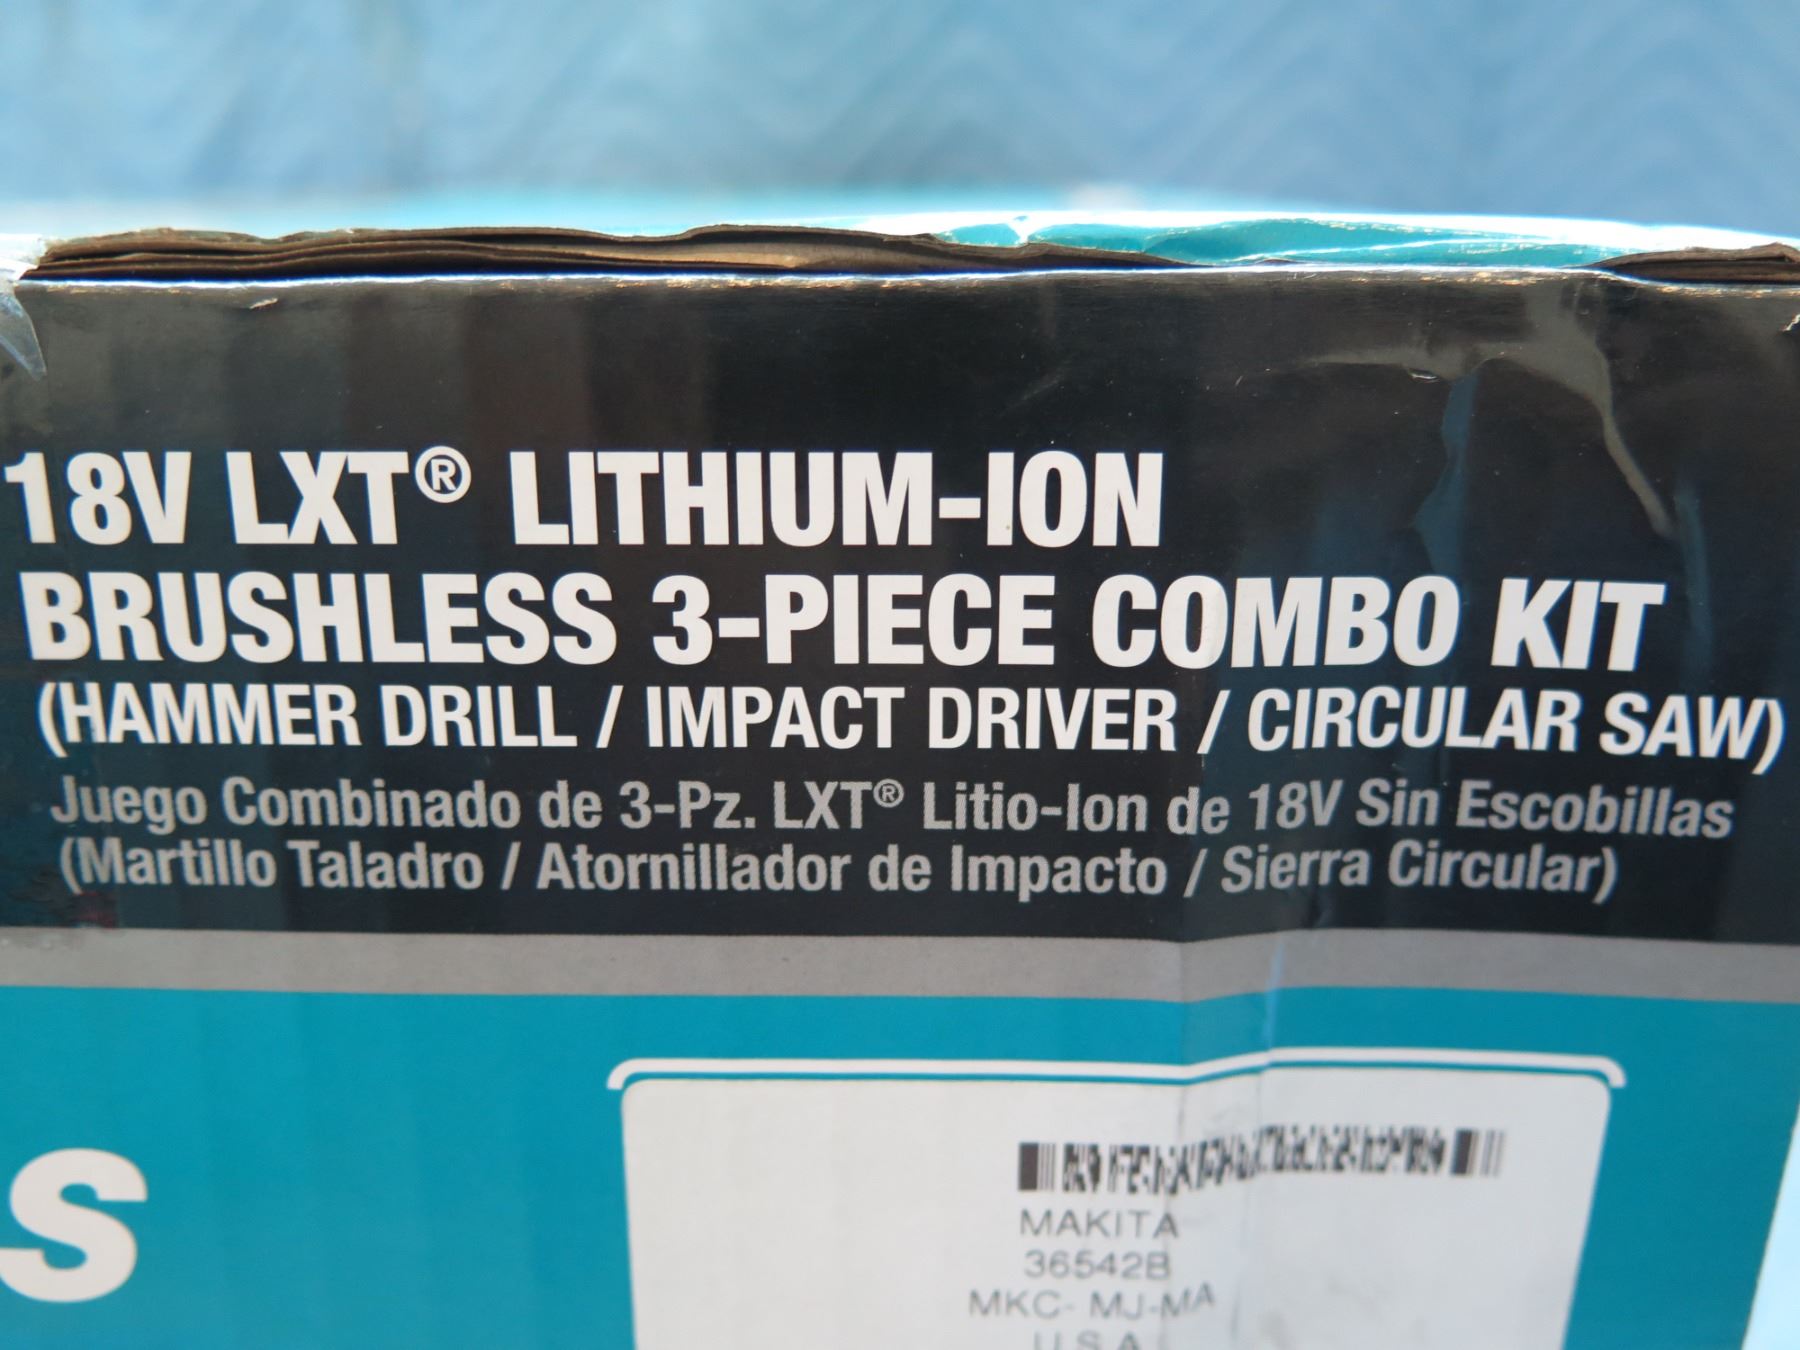 18V LXT® LITHIUM-ION
BRUSHLESS 3-PIECE COMBO KIT
(HAMMER DRILL / IMPACT DRIVER / CIRCULAR SAW)
Juego Combinado de 3-Pz. LXT® Litio-Ion de 18V Sin Escobillas
(Martillo Taladro / Atornillador de Impacto / Sierra Circular)
S
MAKITA
36542B
MKC- MJ-MA
U.S.A.